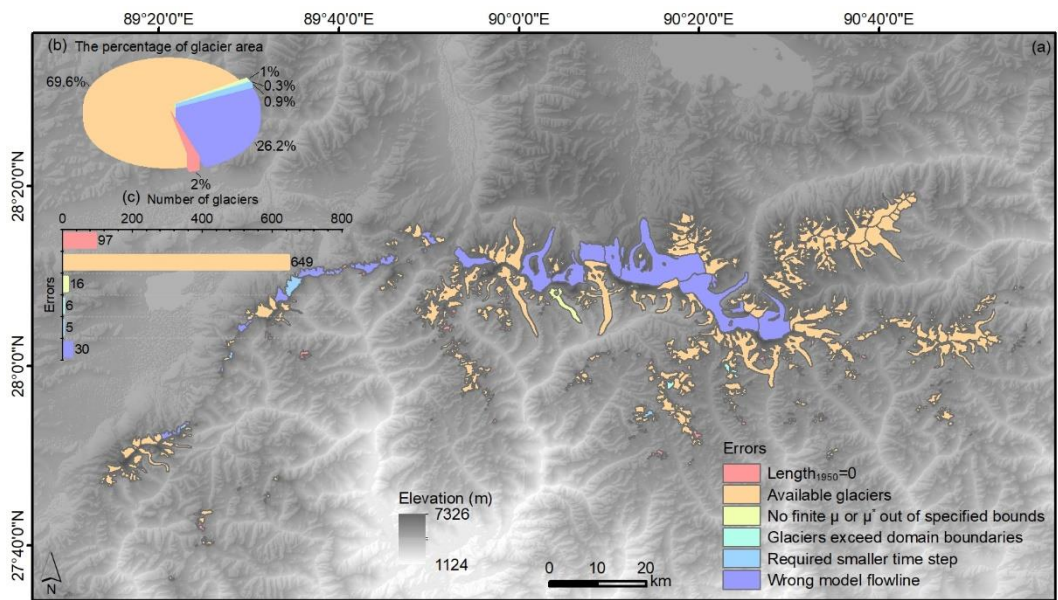 89°20'0"E 89°40'0"E 90°0'0"E 90°20'0"E 90°40'0"E
(a)
(b) The percentage of glacier area
69.6%
1%
0.3%
0.9%
26.2%
2%
28°20'0"N
28°0'0"N
27°40'0"N
(c) Number of glaciers
0 200 400 600 800
Errors
97
649
16
6
5
30
Elevation (m)
7326
1124
N
0 10 20
km
Errors
Length1950=0
Available glaciers
No finite μ or μ* out of specified bounds
Glaciers exceed domain boundaries
Required smaller time step
Wrong model flowline